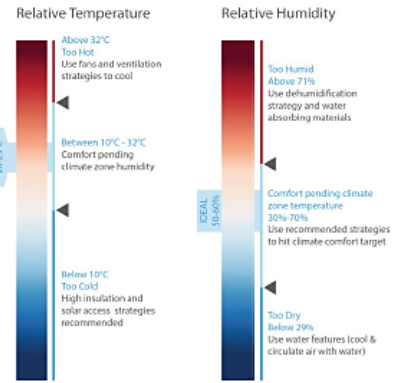 Relative Temperature
Above 32°C
Too Hot
Use fans and ventilation
strategies to cool
Between 10°C - 32°C
Comfort pending
climate zone humidity
Below 10°C
Too Cold
High insulation and
solar access strategies
recommended
Relative Humidity
Too Humid
Above 71%
Use dehumidification
strategy and water
absorbing materials
IDEAL
50-60%
Comfort pending climate
zone temperature
30%-70%
Use recommended strategies
to hit climate comfort target
Too Dry
Below 29%
Use water features (cool &
circulate air with water)